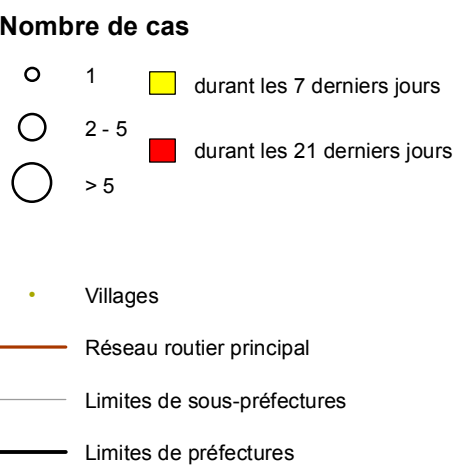 Nombre de cas
1
durant les 7 derniers jours
2 - 5
durant les 21 derniers jours
> 5
Villages
Réseau routier principal
Limites de sous-préfectures
Limites de préfectures